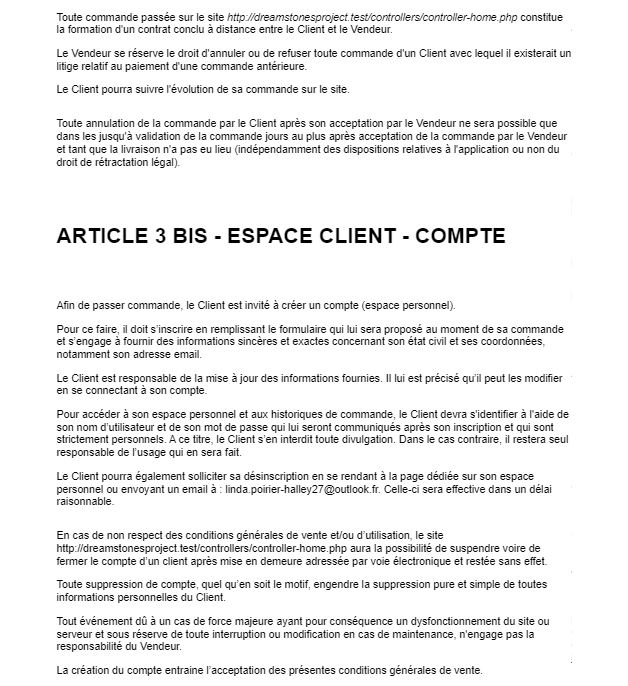 Toute commande passée sur le site http://dreamstonesproject.test/controllers/controller-home.php constitue
la formation d'un contrat conclu à distance entre le Client et le Vendeur.
Le Vendeur se réserve le droit d'annuler ou de refuser toute commande d'un Client avec lequel il existerait un
litige relatif au paiement d'une commande antérieure.
Le Client pourra suivre l'évolution de sa commande sur le site.
Toute annulation de la commande par le Client après son acceptation par le Vendeur ne sera possible que
dans les jusqu'à validation de la commande jours au plus après acceptation de la commande par le Vendeur
et tant que la livraison n'a pas eu lieu (indépendamment des dispositions relatives à l'application ou non du
droit de rétractation légal).
ARTICLE 3 BIS - ESPACE CLIENT - COMPTE
Afin de passer commande, le Client est invité à créer un compte (espace personnel).
Pour ce faire, il doit s'inscrire en remplissant le formulaire qui lui sera proposé au moment de sa commande
et s'engage à fournir des informations sincères et exactes concernant son état civil et ses coordonnées,
notamment son adresse email.
Le Client est responsable de la mise à jour des informations fournies. Il lui est précisé qu'il peut les modifier
en se connectant à son compte.
Pour accéder à son espace personnel et aux historiques de commande, le Client devra s'identifier à l'aide de
son nom d'utilisateur et de son mot de passe qui lui seront communiqués après son inscription et qui sont
strictement personnels. A ce titre, le Client s'en interdit toute divulgation. Dans le cas contraire, il restera seul
responsable de l'usage qui en sera fait.
Le Client pourra également solliciter sa désinscription en se rendant à la page dédiée sur son espace
personnel ou envoyant un email à : linda.poirier-halley27@outlook.fr. Celle-ci sera effective dans un délai
raisonnable.
En cas de non respect des conditions générales de vente et/ou d'utilisation, le site
http://dreamstonesproject.test/controllers/controller-home.php aura la possibilité de suspendre voire de
fermer le compte d'un client après mise en demeure adressée par voie électronique et restée sans effet.
Toute suppression de compte, quel qu'en soit le motif, engendre la suppression pure et simple de toutes
informations personnelles du Client.
Tout événement dû à un cas de force majeure ayant pour conséquence un dysfonctionnement du site ou
serveur et sous réserve de toute interruption ou modification en cas de maintenance, n'engage pas la
responsabilité du Vendeur.
La création du compte entraine l'acceptation des présentes conditions générales de vente.